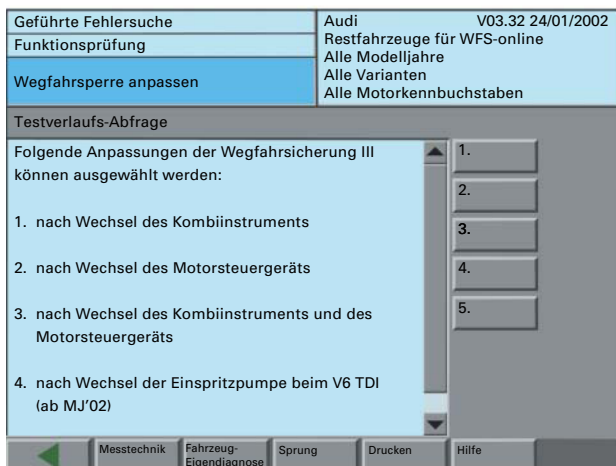 Geführte Fehlersuche
Funktionsprüfung
Wegfahrsperre anpassen
Audi V03.32 24/01/2002
Restfahrzeuge für WFS-online
Alle Modelljahre
Alle Varianten
Alle Motorkennbuchstaben
Testverlaufs-Abfrage
Folgende Anpassungen der Wegfahrsicherung III
können ausgewählt werden:
1. nach Wechsel des Kombiinstruments
2. nach Wechsel des Motorsteuergeräts
3. nach Wechsel des Kombiinstruments und des
Motorsteuergeräts
4. nach Wechsel der Einspritzpumpe beim V6 TDI
(ab MJ'02)
1.
2.
3.
4.
5.
Messtechnik
Fahrzeug-
Eigendiagnose
Sprung
Drucken
Hilfe